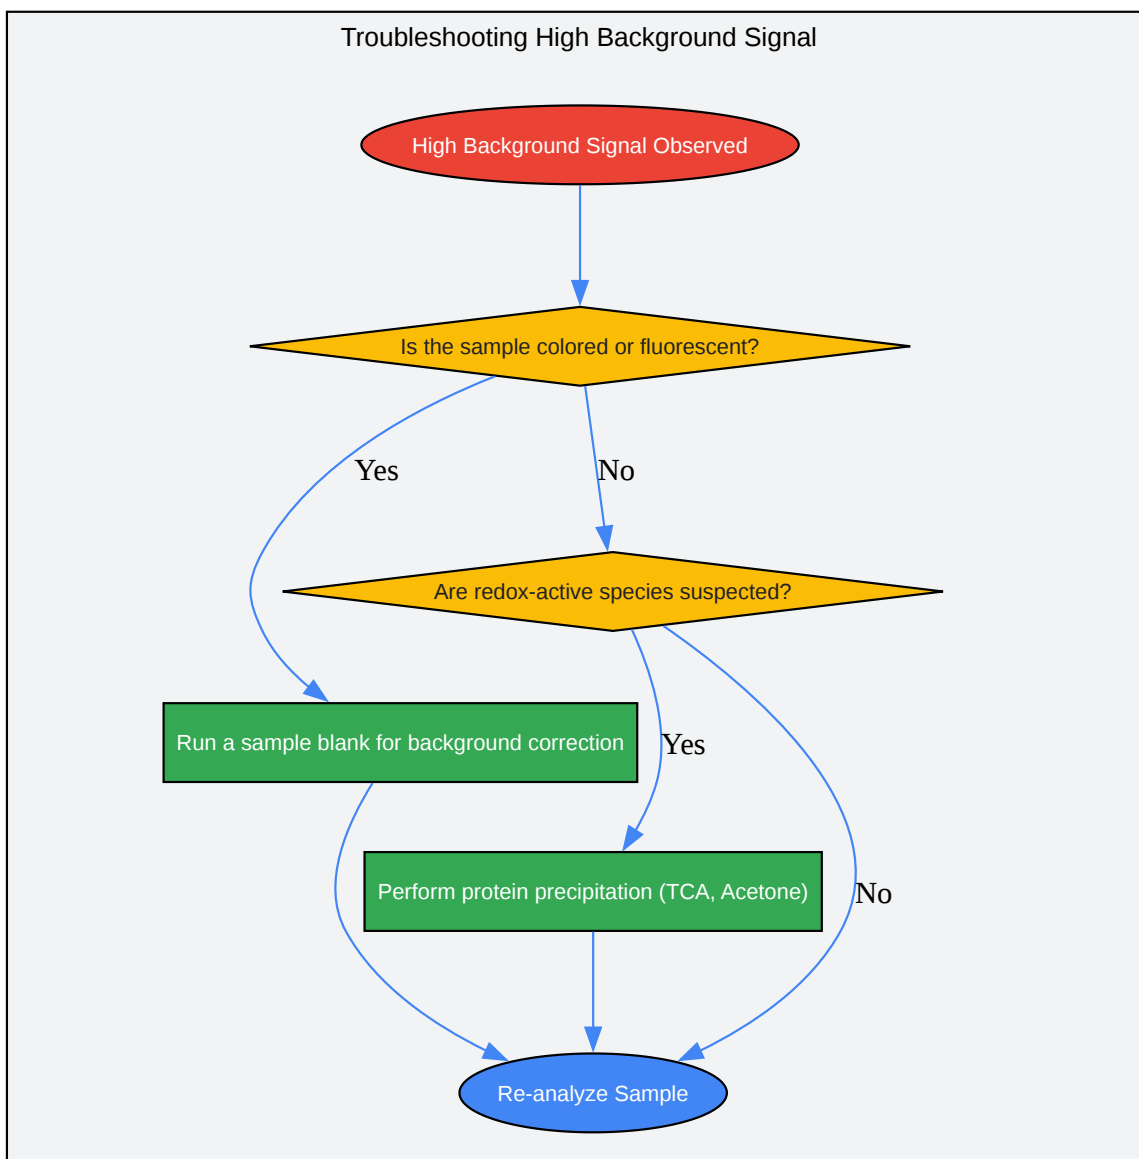 Troubleshooting High Background Signal
High Background Signal Observed
Is the sample colored or fluorescent?
Yes
No
Are redox-active species suspected?
Run a sample blank for background correction
Yes
Perform protein precipitation (TCA, Acetone)
No
Re-analyze Sample